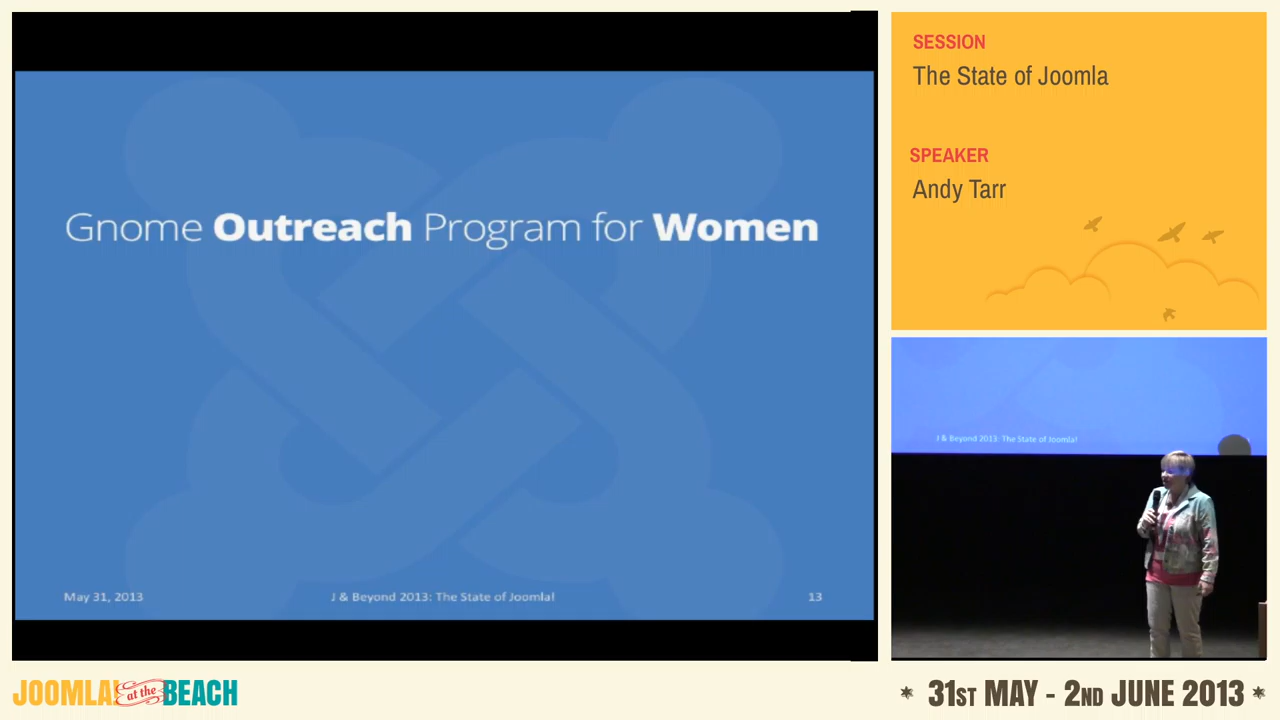 Gnome Outreach Program for Women
May 31, 2013
J & Beyond 2013: The State of Joomla!
13
SESSION
The State of Joomla
SPEAKER
Andy Tarr
J & Beyond 2013: The State of Joomla!
JOOMLA! at the BEACH
* 31ST MAY - 2ND JUNE 2013 *